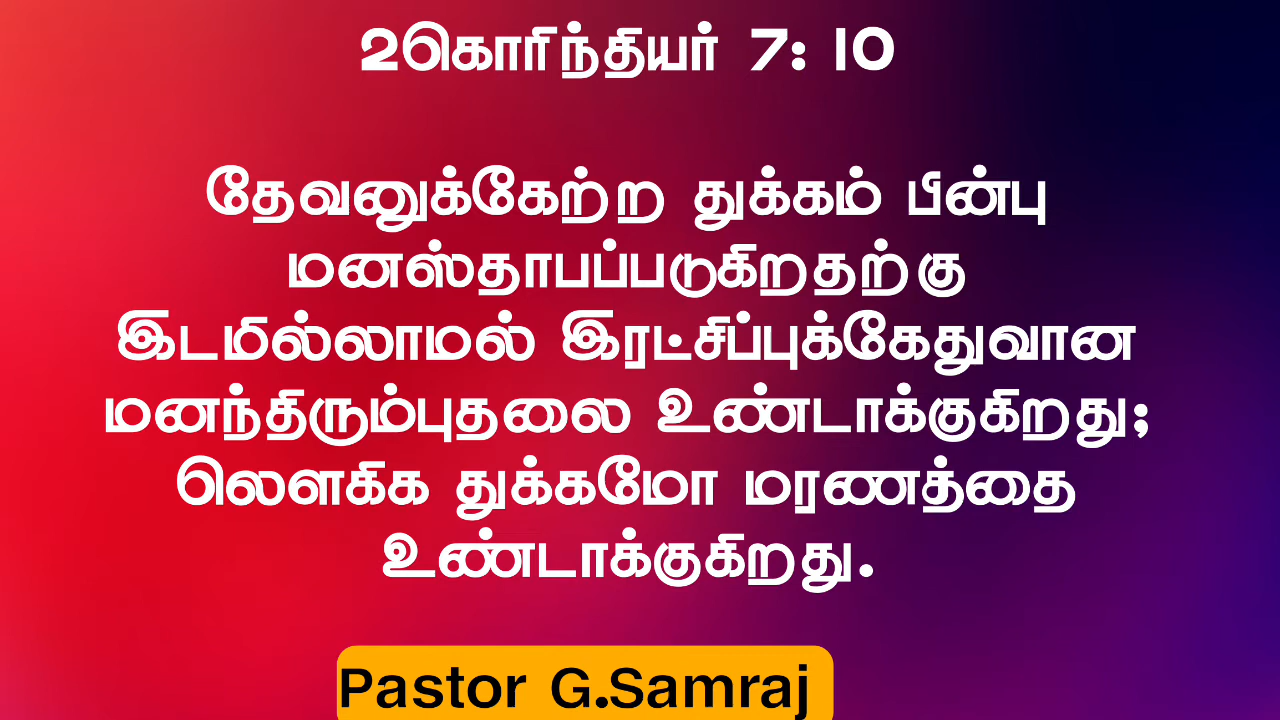 2கொரிந்தியர் 7: 10
தேவனுக்கேற்ற துக்கம் பின்பு
மனஸ்தாபப்படுகிறதற்கு
இடமில்லாமல் இரட்சிப்புக்கேதுவான
மனந்திரும்புதலை உண்டாக்குகிறது;
லௌகிக துக்கமோ மரணத்தை
உண்டாக்குகிறது.
Pastor G.Samraj